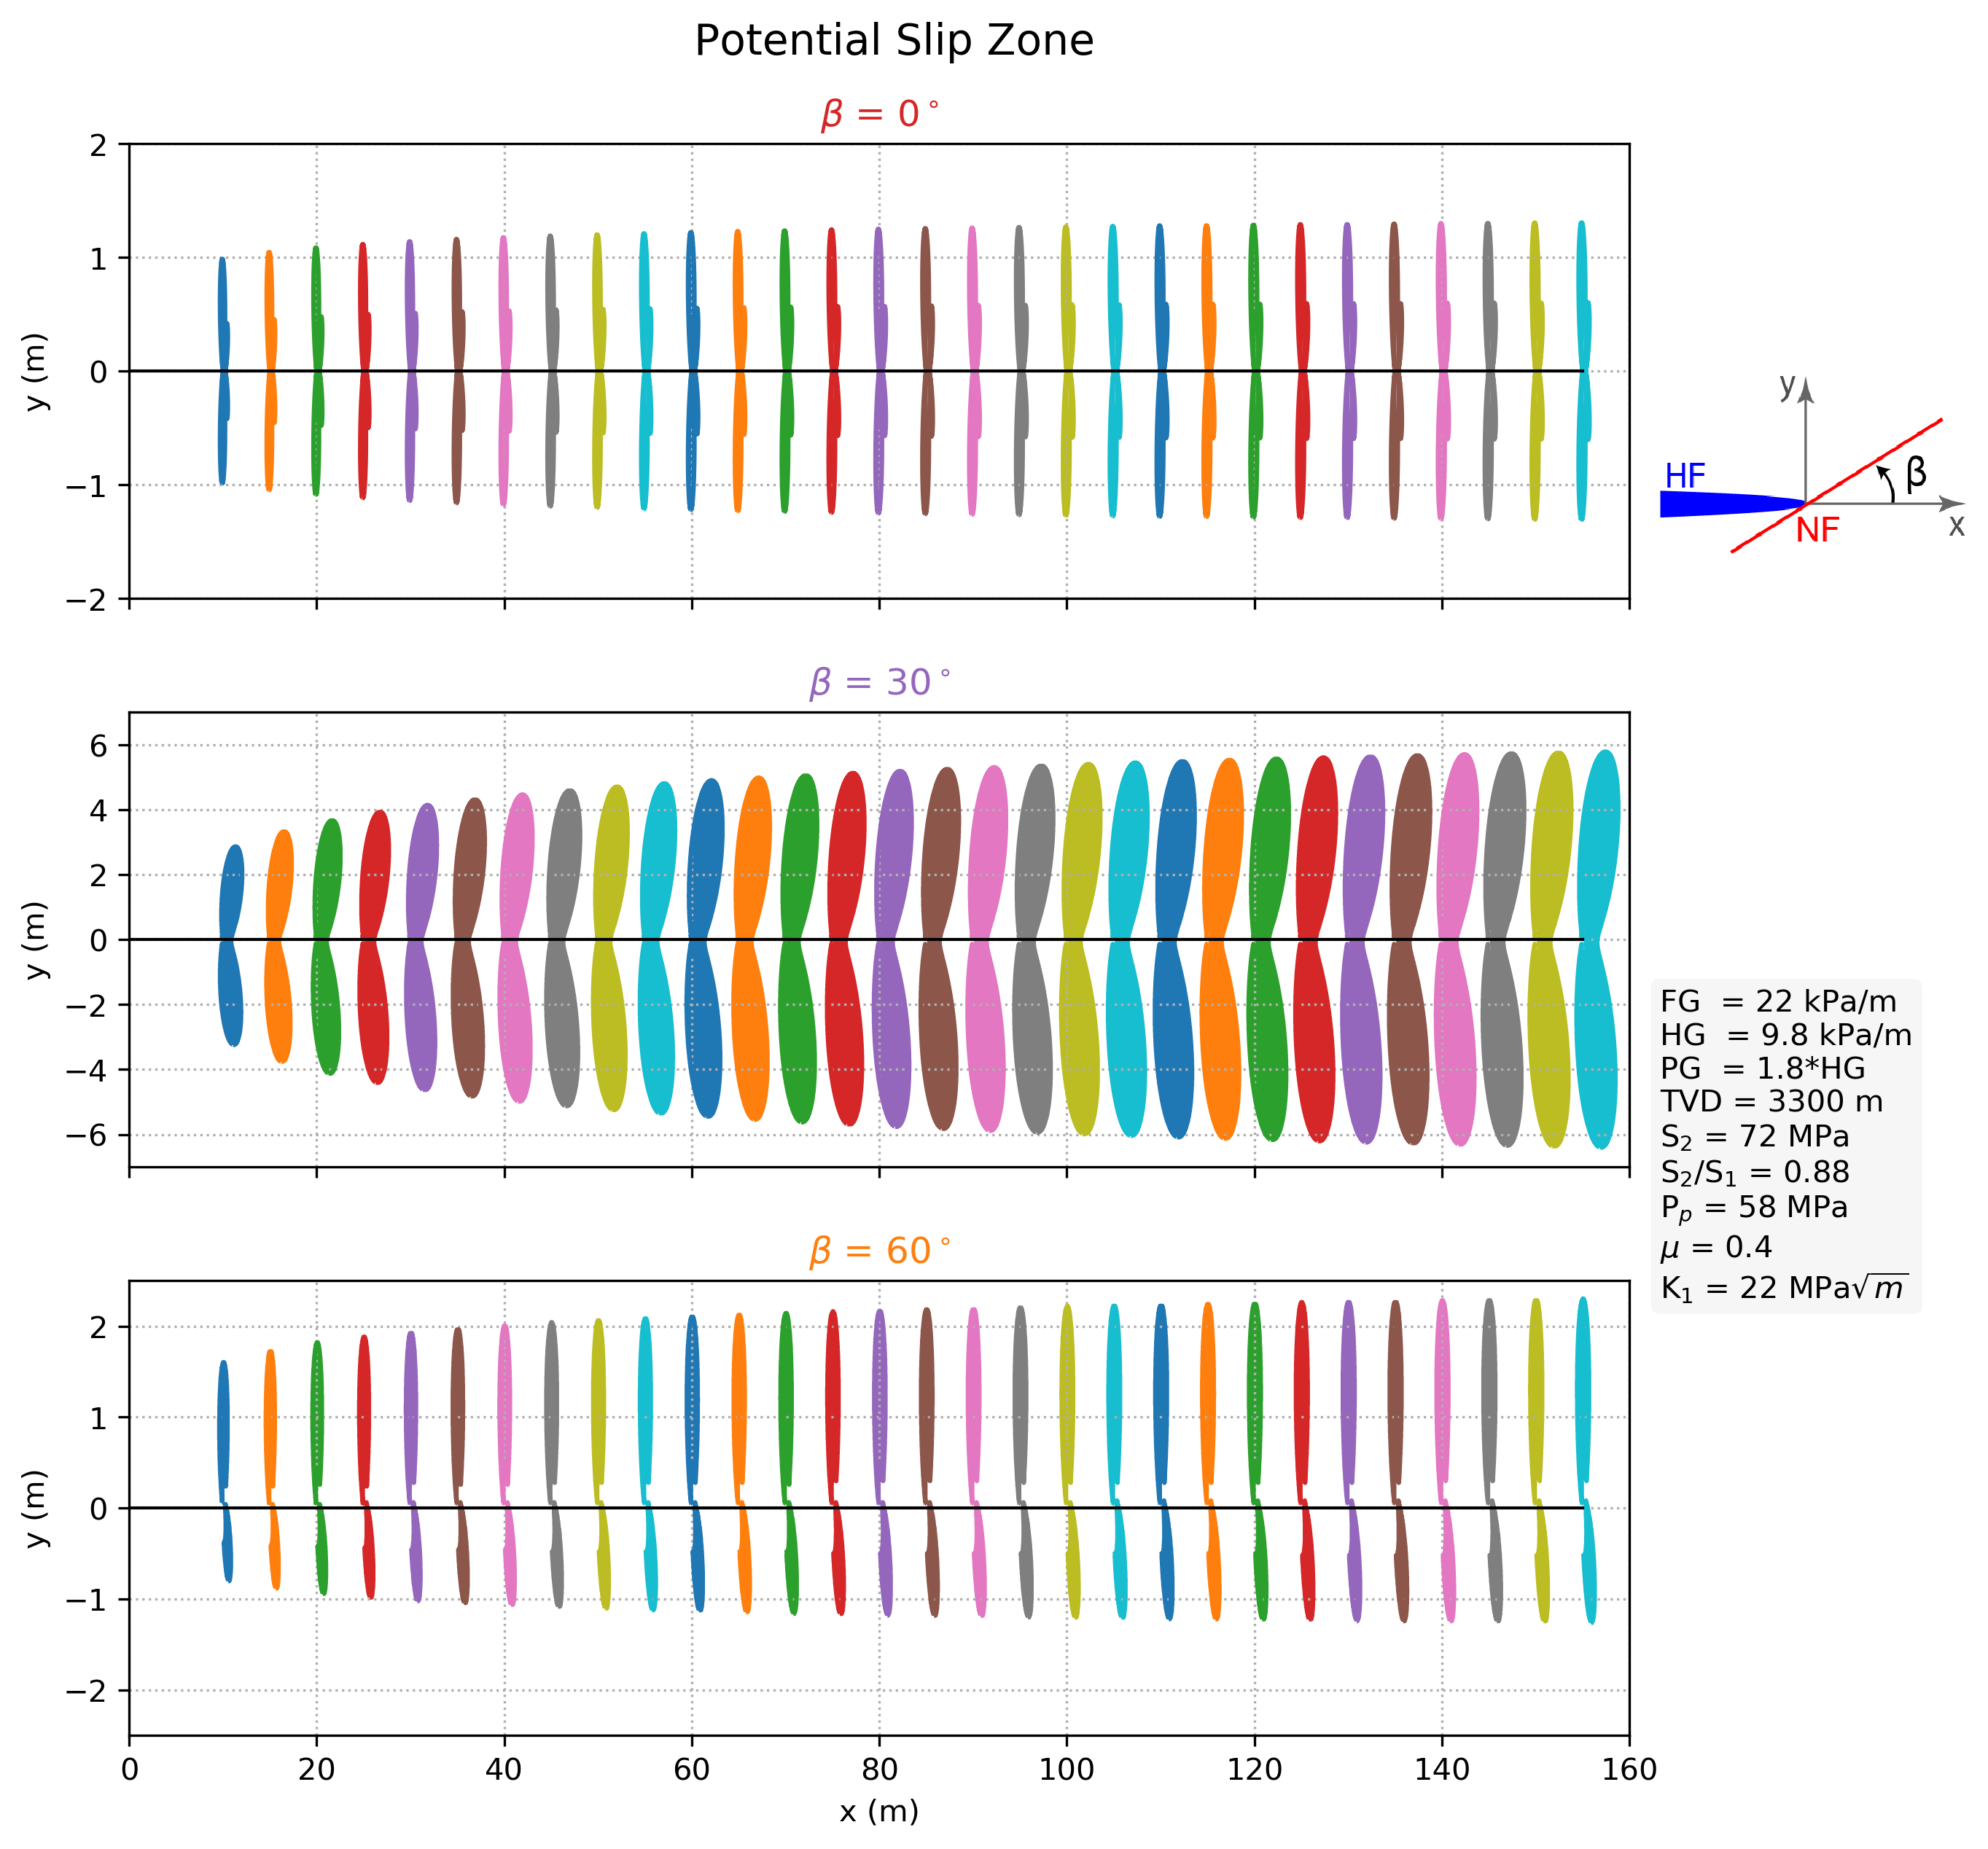 Potential Slip Zone
β = 0°
2
1
0
−1
−2
y (m)
y
HF
β
NF
x
β = 30°
6
4
2
0
−2
−4
−6
y (m)
FG = 22 kPa/m
HG = 9.8 kPa/m
PG = 1.8*HG
TVD = 3300 m
S₂ = 72 MPa
S₂/S₁ = 0.88
Pₚ = 58 MPa
μ = 0.4
K₁ = 22 MPa√m
β = 60°
2
1
0
−1
−2
y (m)
0 20 40 60 80 100 120 140 160
x (m)